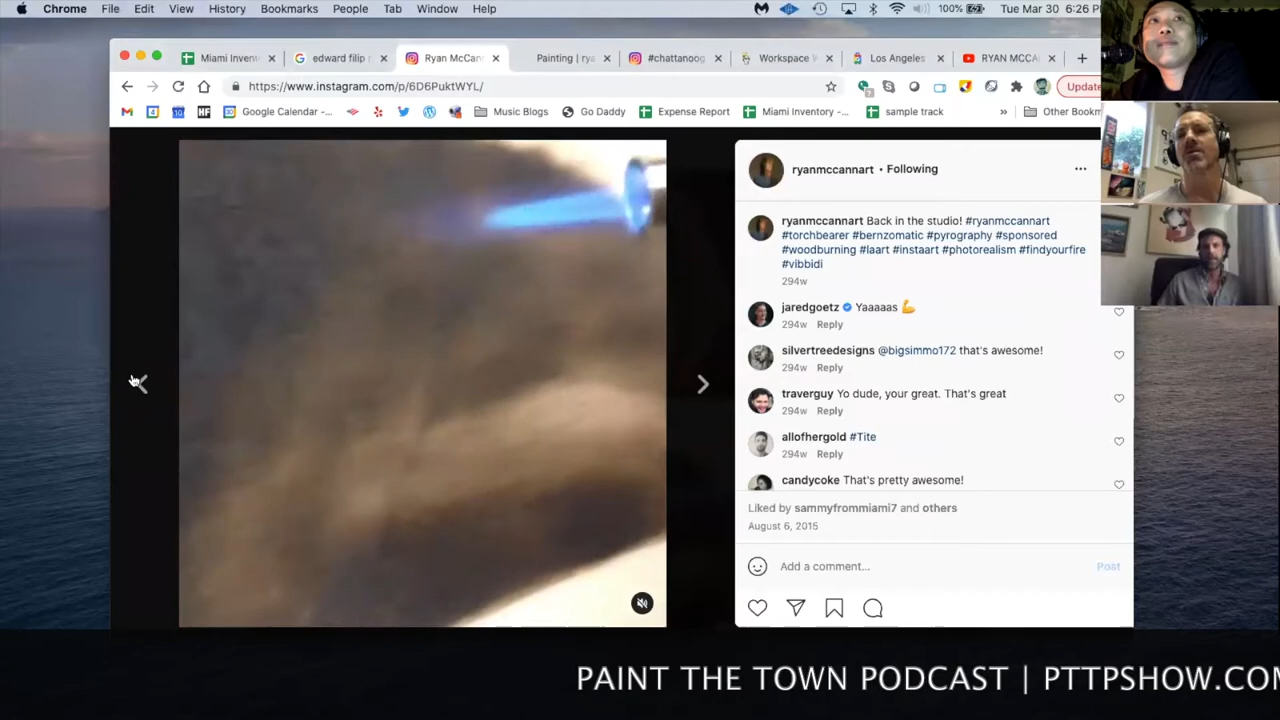 Chrome File Edit View History Bookmarks People Tab Window Help 100% Tue Mar 30 6:26 PM
Miami Inven edward filip r Ryan McCan Painting | rya #chattanoog Workspace Los Angeles RYAN MCCA
https://www.instagram.com/p/6D6PuktWYL/ Update
Google Calendar -... Music Blogs Go Daddy Expense Report Miami Inventory -... sample track » Other Bookm
ryanmccannart • Following
ryanmccannart Back in the studio! #ryanmccannart
#torchbearer #bernzomatic #pyrography #sponsored
#woodburning #laart #instaart #photorealism #findyourfire
#vibbidi
294w
jaredgoetz Yaaaaas 💪
294w Reply
silvertreedesigns @bigsimmo172 that's awesome!
294w Reply
traverguy Yo dude, your great. That's great
294w Reply
allofhergold #Tite
294w Reply
candycoke That's pretty awesome!
Liked by sammyfrommiami7 and others
August 6, 2015
Add a comment... Post
PAINT THE TOWN PODCAST | PTTPSHOW.COM